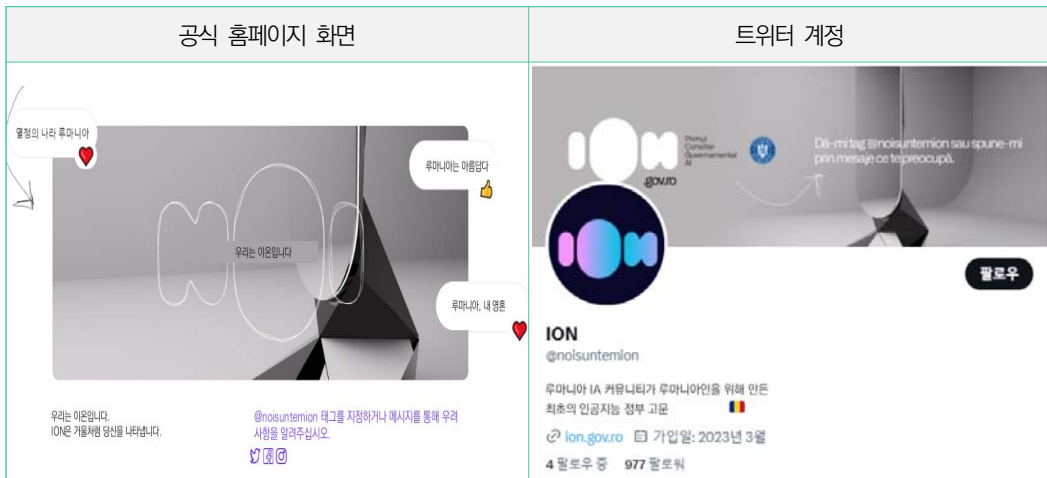 공식 홈페이지 화면
트위터 계정
열정의 나라 루마니아
루마니아는 아름답다
우리는 이온입니다
루마니아, 내 영혼
우리는 이온입니다.
ION은 거울처럼 당신을 나타냅니다.
@noisuntemion 태그를 지정하거나 메시지를 통해 우려
사항을 알려주십시오.
ION
Primul
Consilier
Guvernamental
AI
.gov.ro
Dă-mi tag @noisuntemion sau spune-mi
prin mesaje ce te preocupă.
팔로우
ION
@noisuntemion
루마니아 IA 커뮤니티가 루마니아인을 위해 만든
최초의 인공지능 정부 고문
ion.gov.ro 가입일: 2023년 3월
4 팔로우 중 977 팔로워